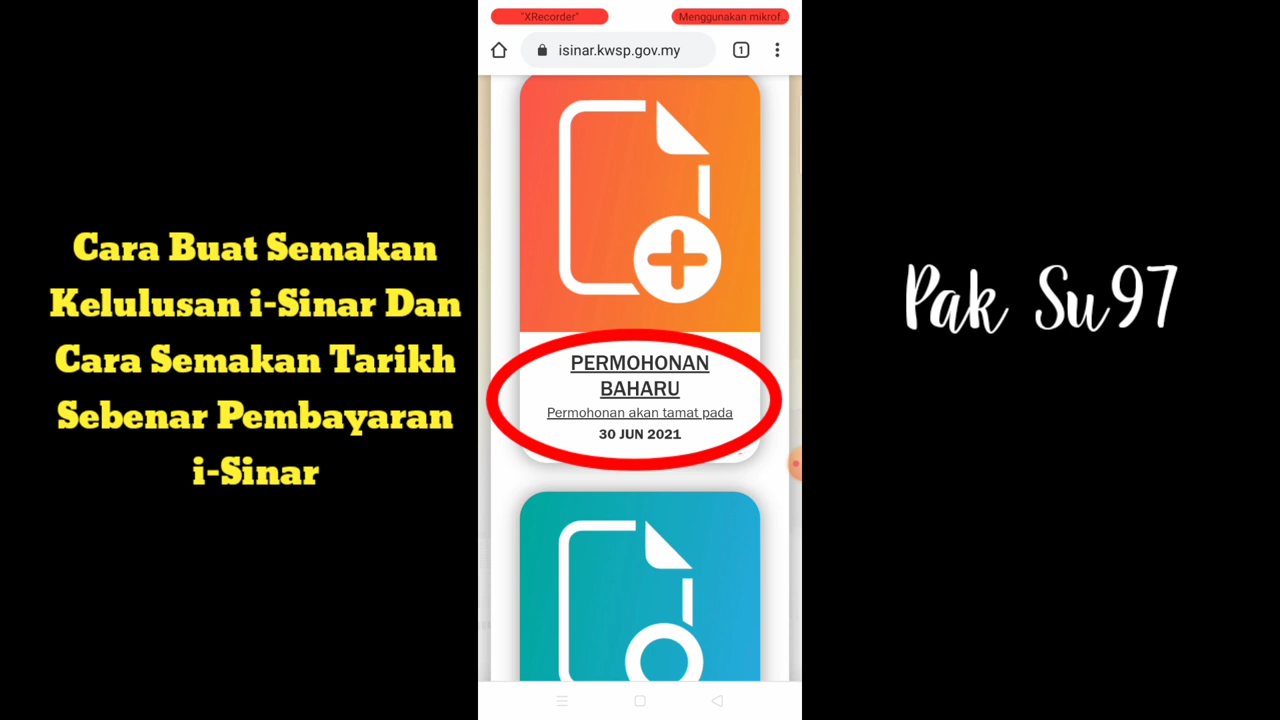 "XRecorder"
Menggunakan mikrof...
isinar.kwsp.gov.my
1
Cara Buat Semakan
Kelulusan i-Sinar Dan
Cara Semakan Tarikh
Sebenar Pembayaran
i-Sinar
PERMOHONAN
BAHARU
Permohonan akan tamat pada
30 JUN 2021
Pak Su97